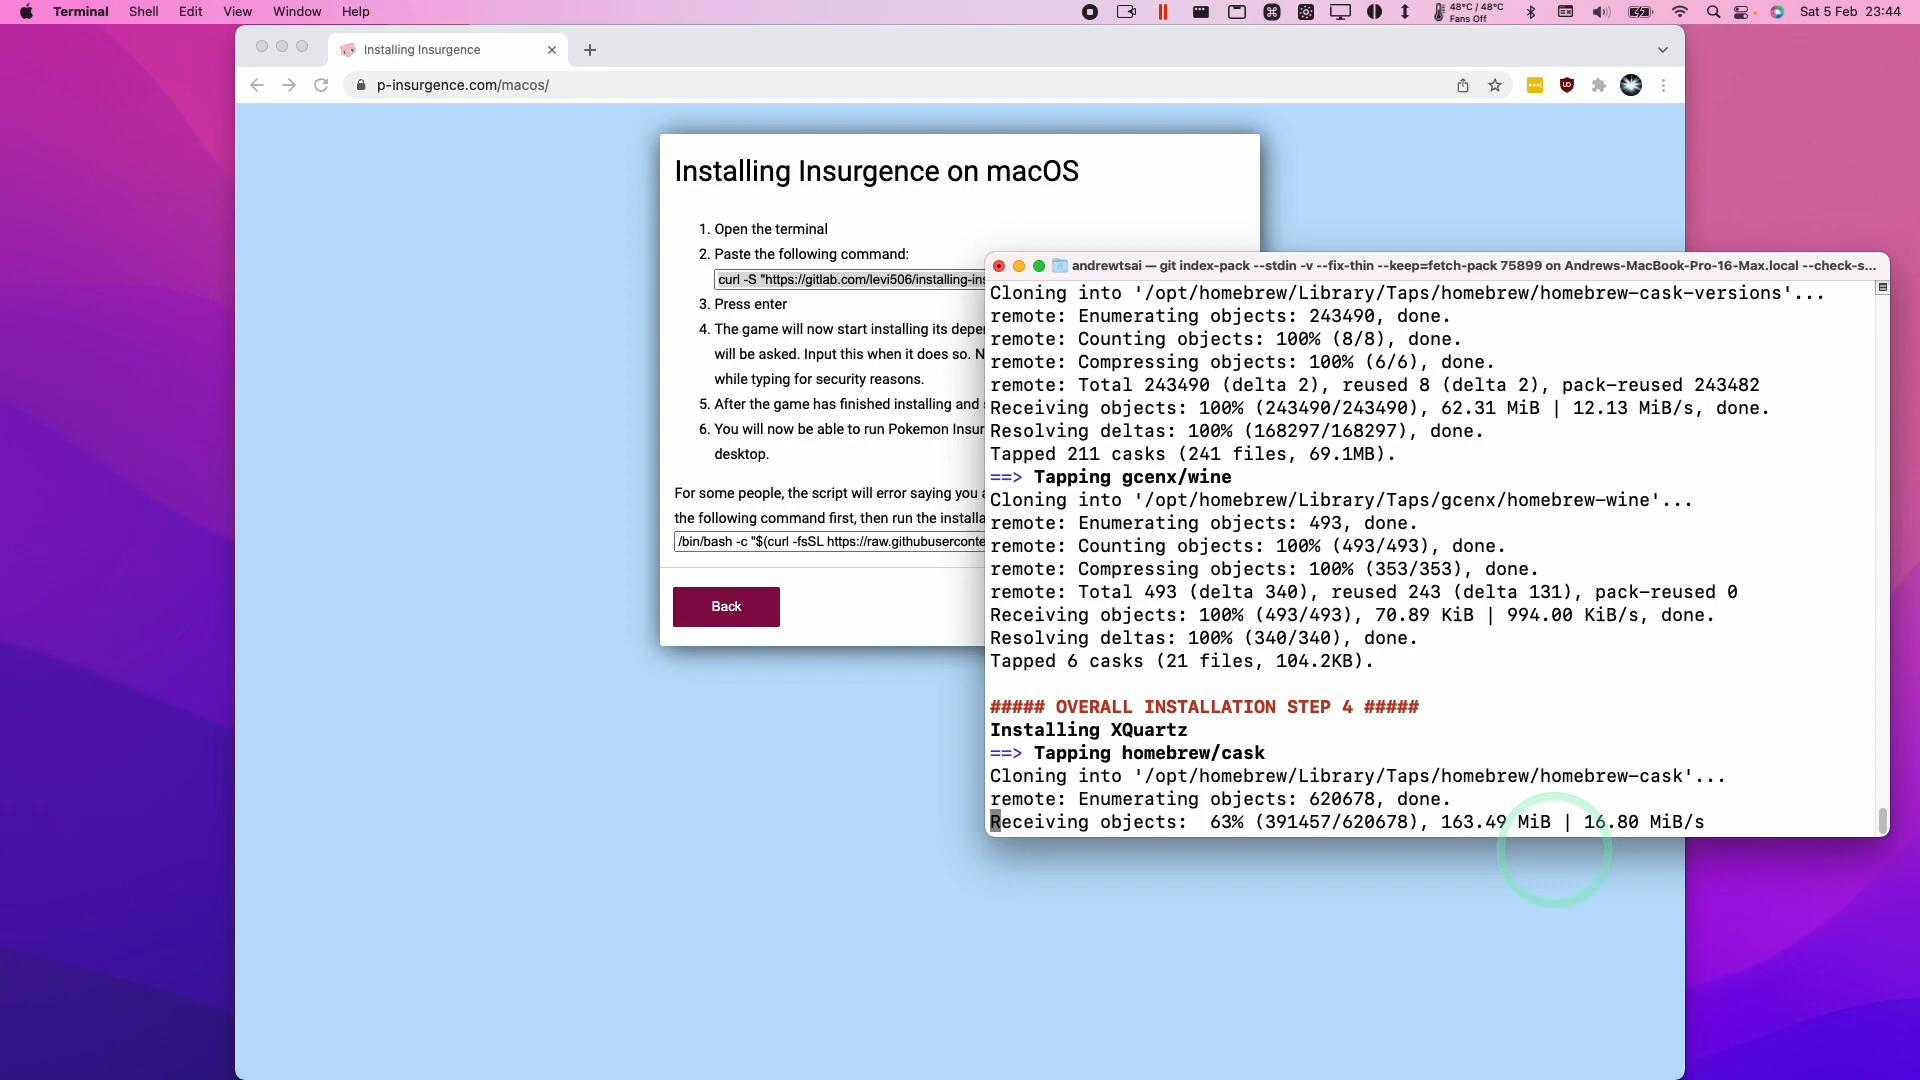 Terminal Shell Edit View Window Help
48°C / 48°C
Fans Off
Sat 5 Feb 23:44
Installing Insurgence
p-insurgence.com/macos/
Installing Insurgence on macOS
1. Open the terminal
2. Paste the following command:
curl -S "https://gitlab.com/levi506/installing-ins
3. Press enter
4. The game will now start installing its depe
will be asked. Input this when it does so. N
while typing for security reasons.
5. After the game has finished installing and
6. You will now be able to run Pokemon Insur
desktop.
For some people, the script will error saying you a
the following command first, then run the installa
/bin/bash -c "$(curl -fsSL https://raw.githubuserconte
Back
andrewtsai — git index-pack --stdin -v --fix-thin --keep=fetch-pack 75899 on Andrews-MacBook-Pro-16-Max.local --check-s...
Cloning into '/opt/homebrew/Library/Taps/homebrew/homebrew-cask-versions'...
remote: Enumerating objects: 243490, done.
remote: Counting objects: 100% (8/8), done.
remote: Compressing objects: 100% (6/6), done.
remote: Total 243490 (delta 2), reused 8 (delta 2), pack-reused 243482
Receiving objects: 100% (243490/243490), 62.31 MiB | 12.13 MiB/s, done.
Resolving deltas: 100% (168297/168297), done.
Tapped 211 casks (241 files, 69.1MB).
==> Tapping gcenx/wine
Cloning into '/opt/homebrew/Library/Taps/gcenx/homebrew-wine'...
remote: Enumerating objects: 493, done.
remote: Counting objects: 100% (493/493), done.
remote: Compressing objects: 100% (353/353), done.
remote: Total 493 (delta 340), reused 243 (delta 131), pack-reused 0
Receiving objects: 100% (493/493), 70.89 KiB | 994.00 KiB/s, done.
Resolving deltas: 100% (340/340), done.
Tapped 6 casks (21 files, 104.2KB).
##### OVERALL INSTALLATION STEP 4 #####
Installing XQuartz
==> Tapping homebrew/cask
Cloning into '/opt/homebrew/Library/Taps/homebrew/homebrew-cask'...
remote: Enumerating objects: 620678, done.
Receiving objects: 63% (391457/620678), 163.49 MiB | 16.80 MiB/s